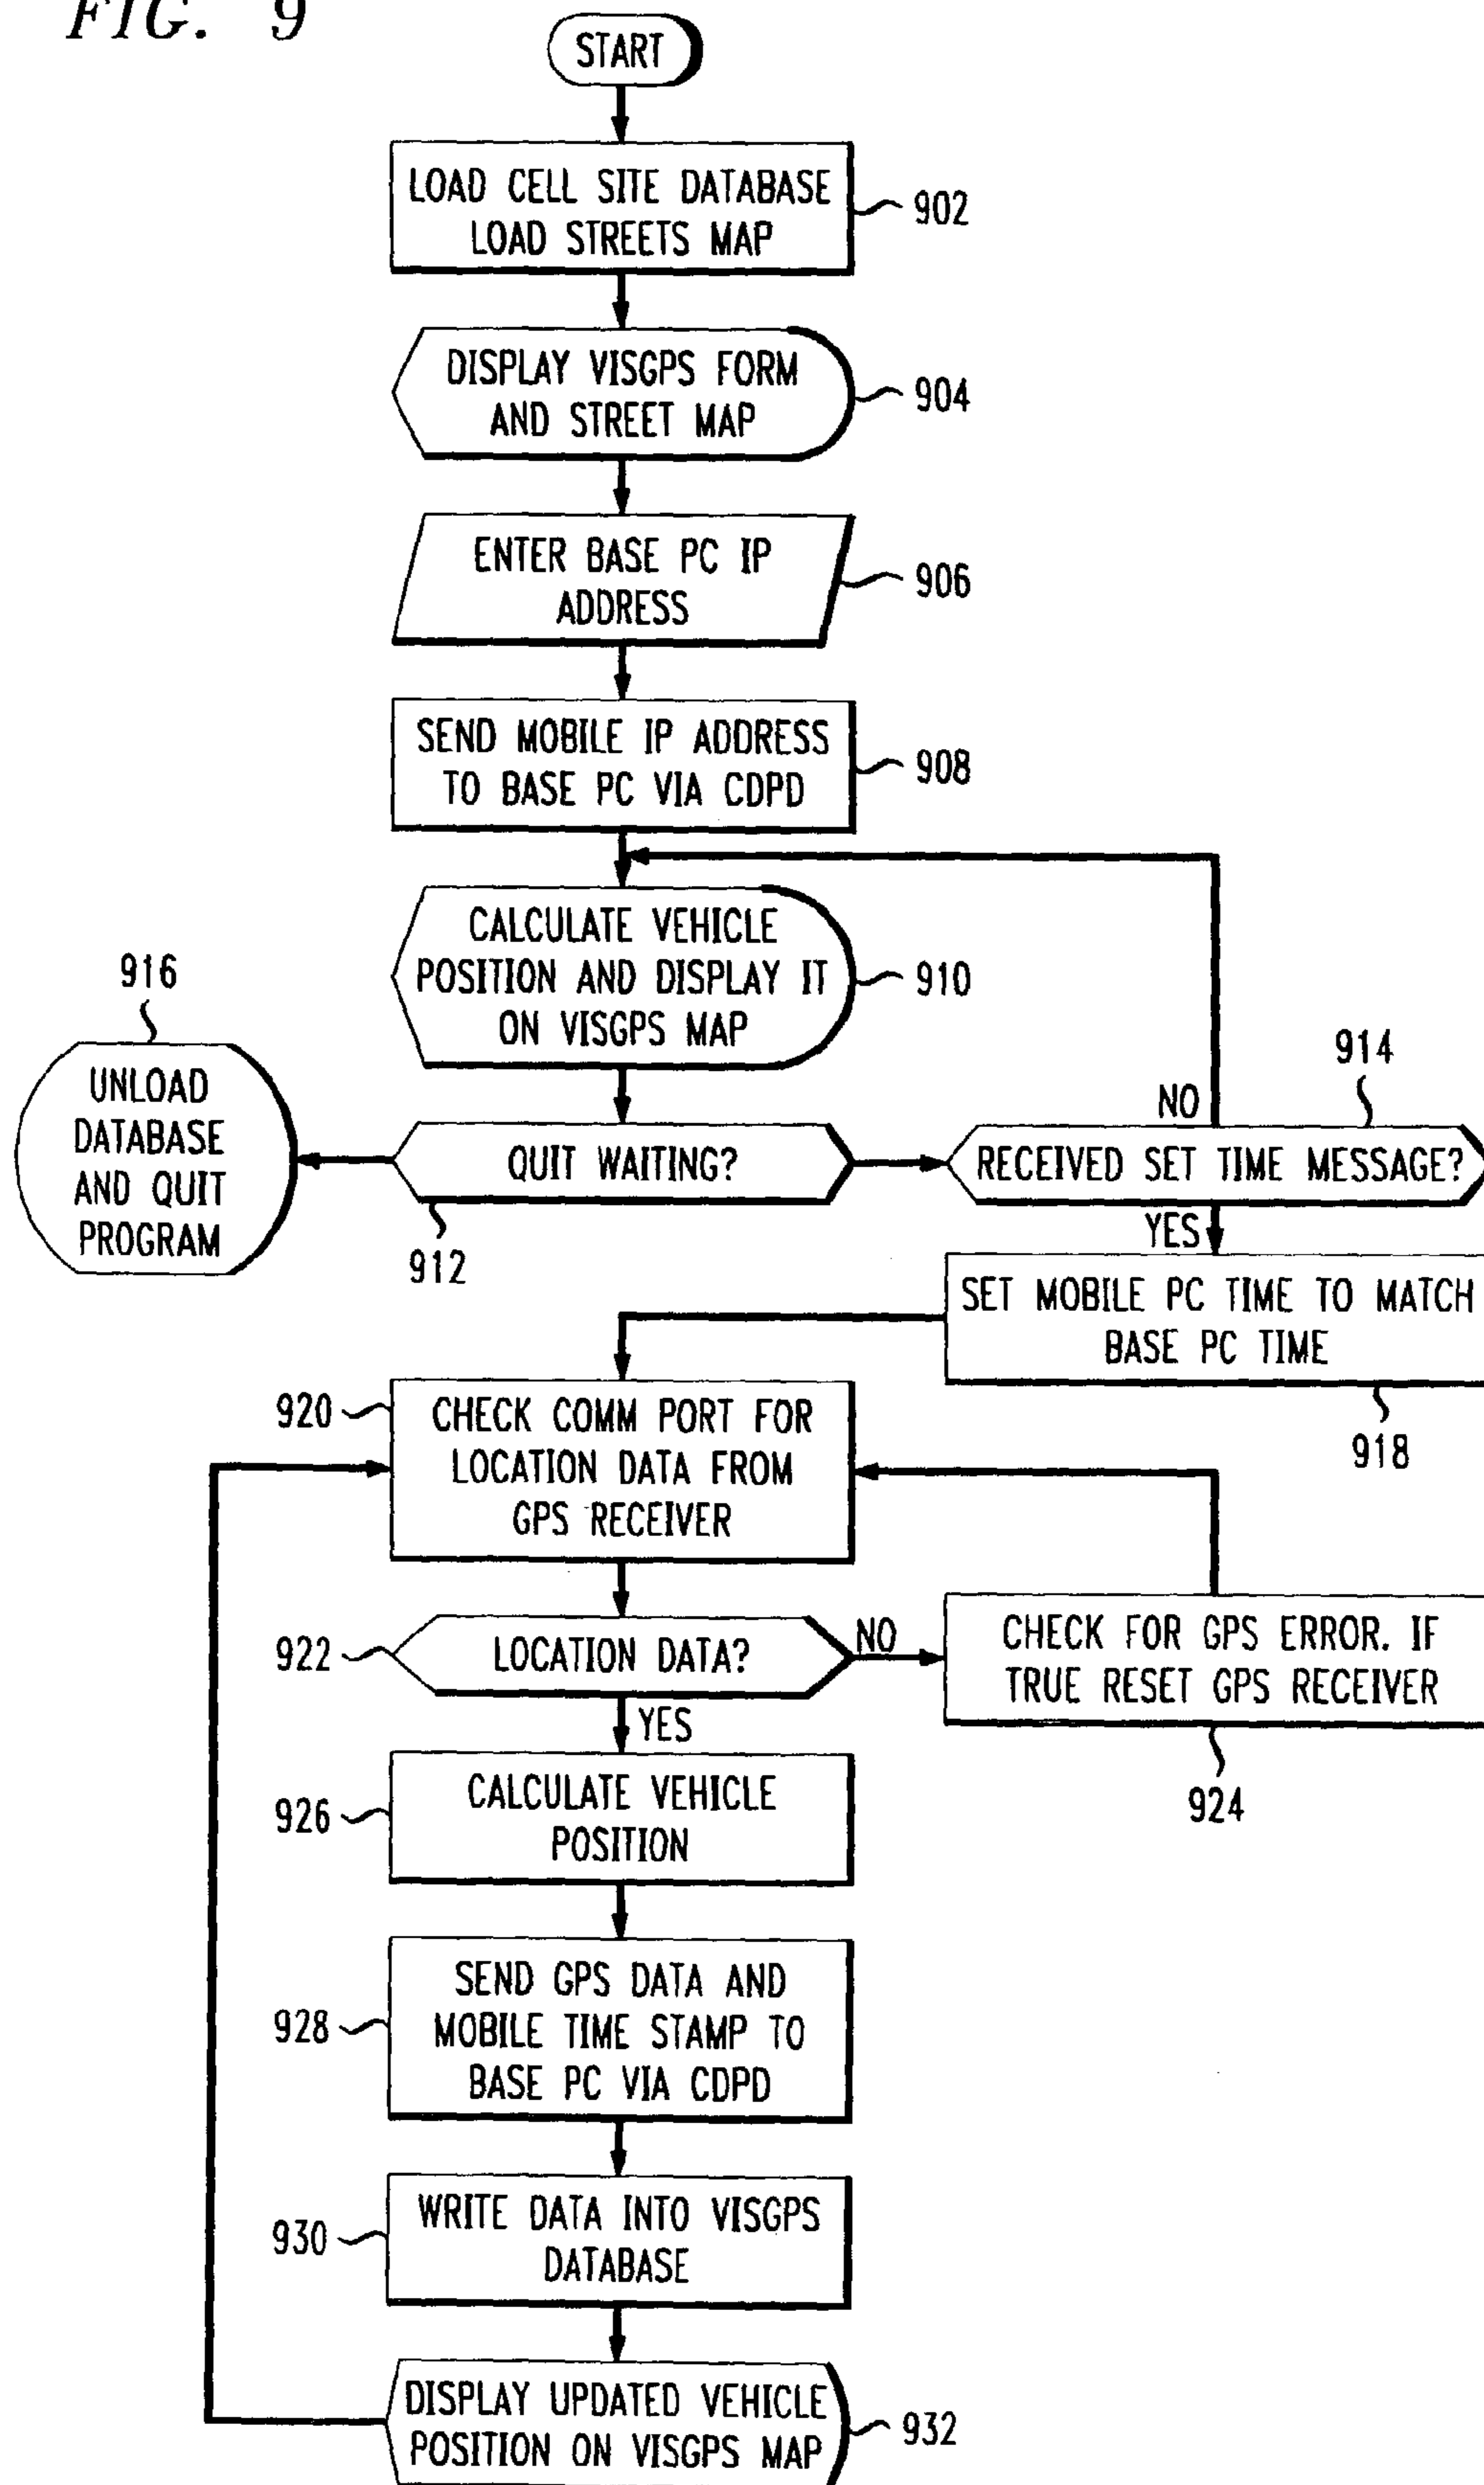 FIG. 9
START
LOAD CELL SITE DATABASE
LOAD STREETS MAP
902
DISPLAY VISGPS FORM
AND STREET MAP
904
ENTER BASE PC IP
ADDRESS
906
SEND MOBILE IP ADDRESS
TO BASE PC VIA CDPD
908
CALCULATE VEHICLE
POSITION AND DISPLAY IT
ON VISGPS MAP
910
916
UNLOAD
DATABASE
AND QUIT
PROGRAM
QUIT WAITING?
912
914
NO
RECEIVED SET TIME MESSAGE?
YES
SET MOBILE PC TIME TO MATCH
BASE PC TIME
918
920
CHECK COMM PORT FOR
LOCATION DATA FROM
GPS RECEIVER
922
LOCATION DATA?
NO
CHECK FOR GPS ERROR. IF
TRUE RESET GPS RECEIVER
924
YES
926
CALCULATE VEHICLE
POSITION
928
SEND GPS DATA AND
MOBILE TIME STAMP TO
BASE PC VIA CDPD
930
WRITE DATA INTO VISGPS
DATABASE
DISPLAY UPDATED VEHICLE
POSITION ON VISGPS MAP
932